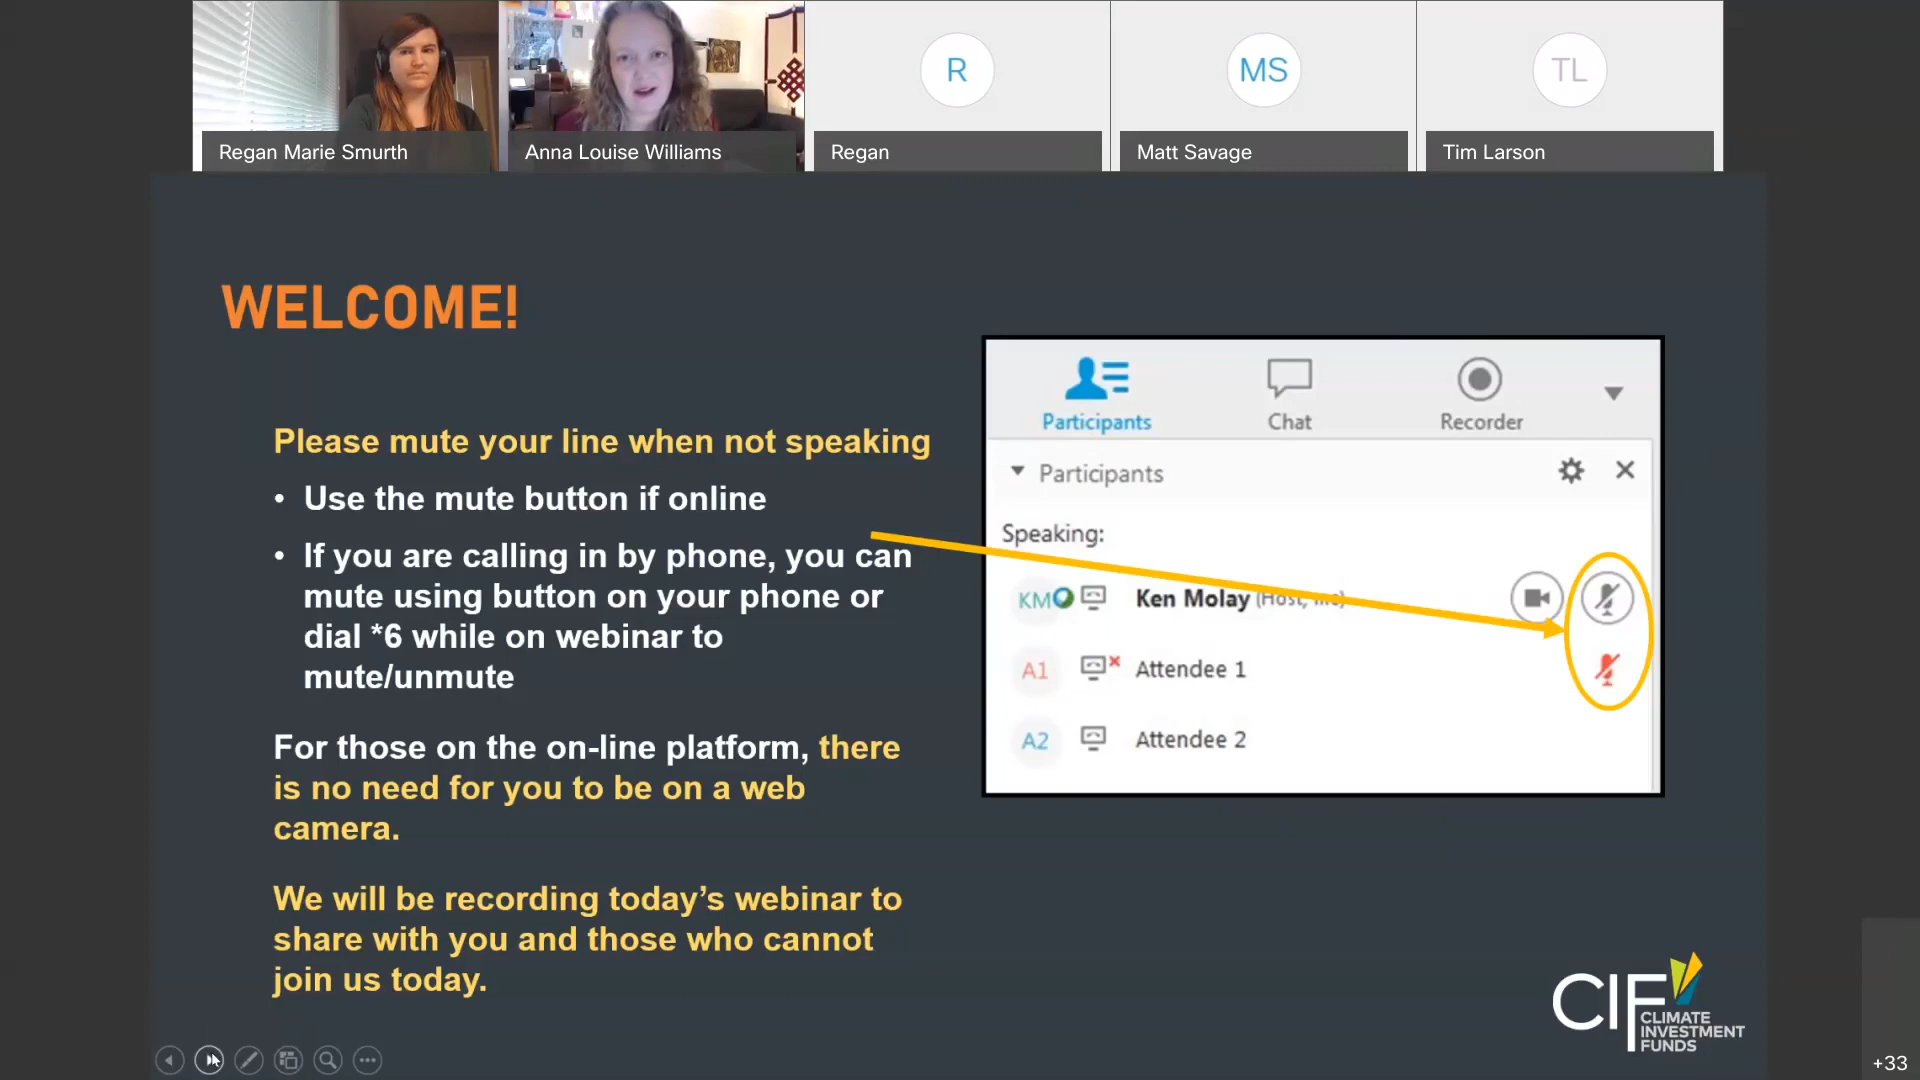 R
MS
TL
Regan Marie Smurth
Anna Louise Williams
Regan
Matt Savage
Tim Larson
WELCOME!
Please mute your line when not speaking
• Use the mute button if online
• If you are calling in by phone, you can
mute using button on your phone or
dial *6 while on webinar to
mute/unmute
For those on the on-line platform, there
is no need for you to be on a web
camera.
We will be recording today's webinar to
share with you and those who cannot
join us today.
Participants
Chat
Recorder
Participants
Speaking:
KM
Ken Molay (Host, me)
A1
Attendee 1
A2
Attendee 2
CIF
CLIMATE
INVESTMENT
FUNDS
+33